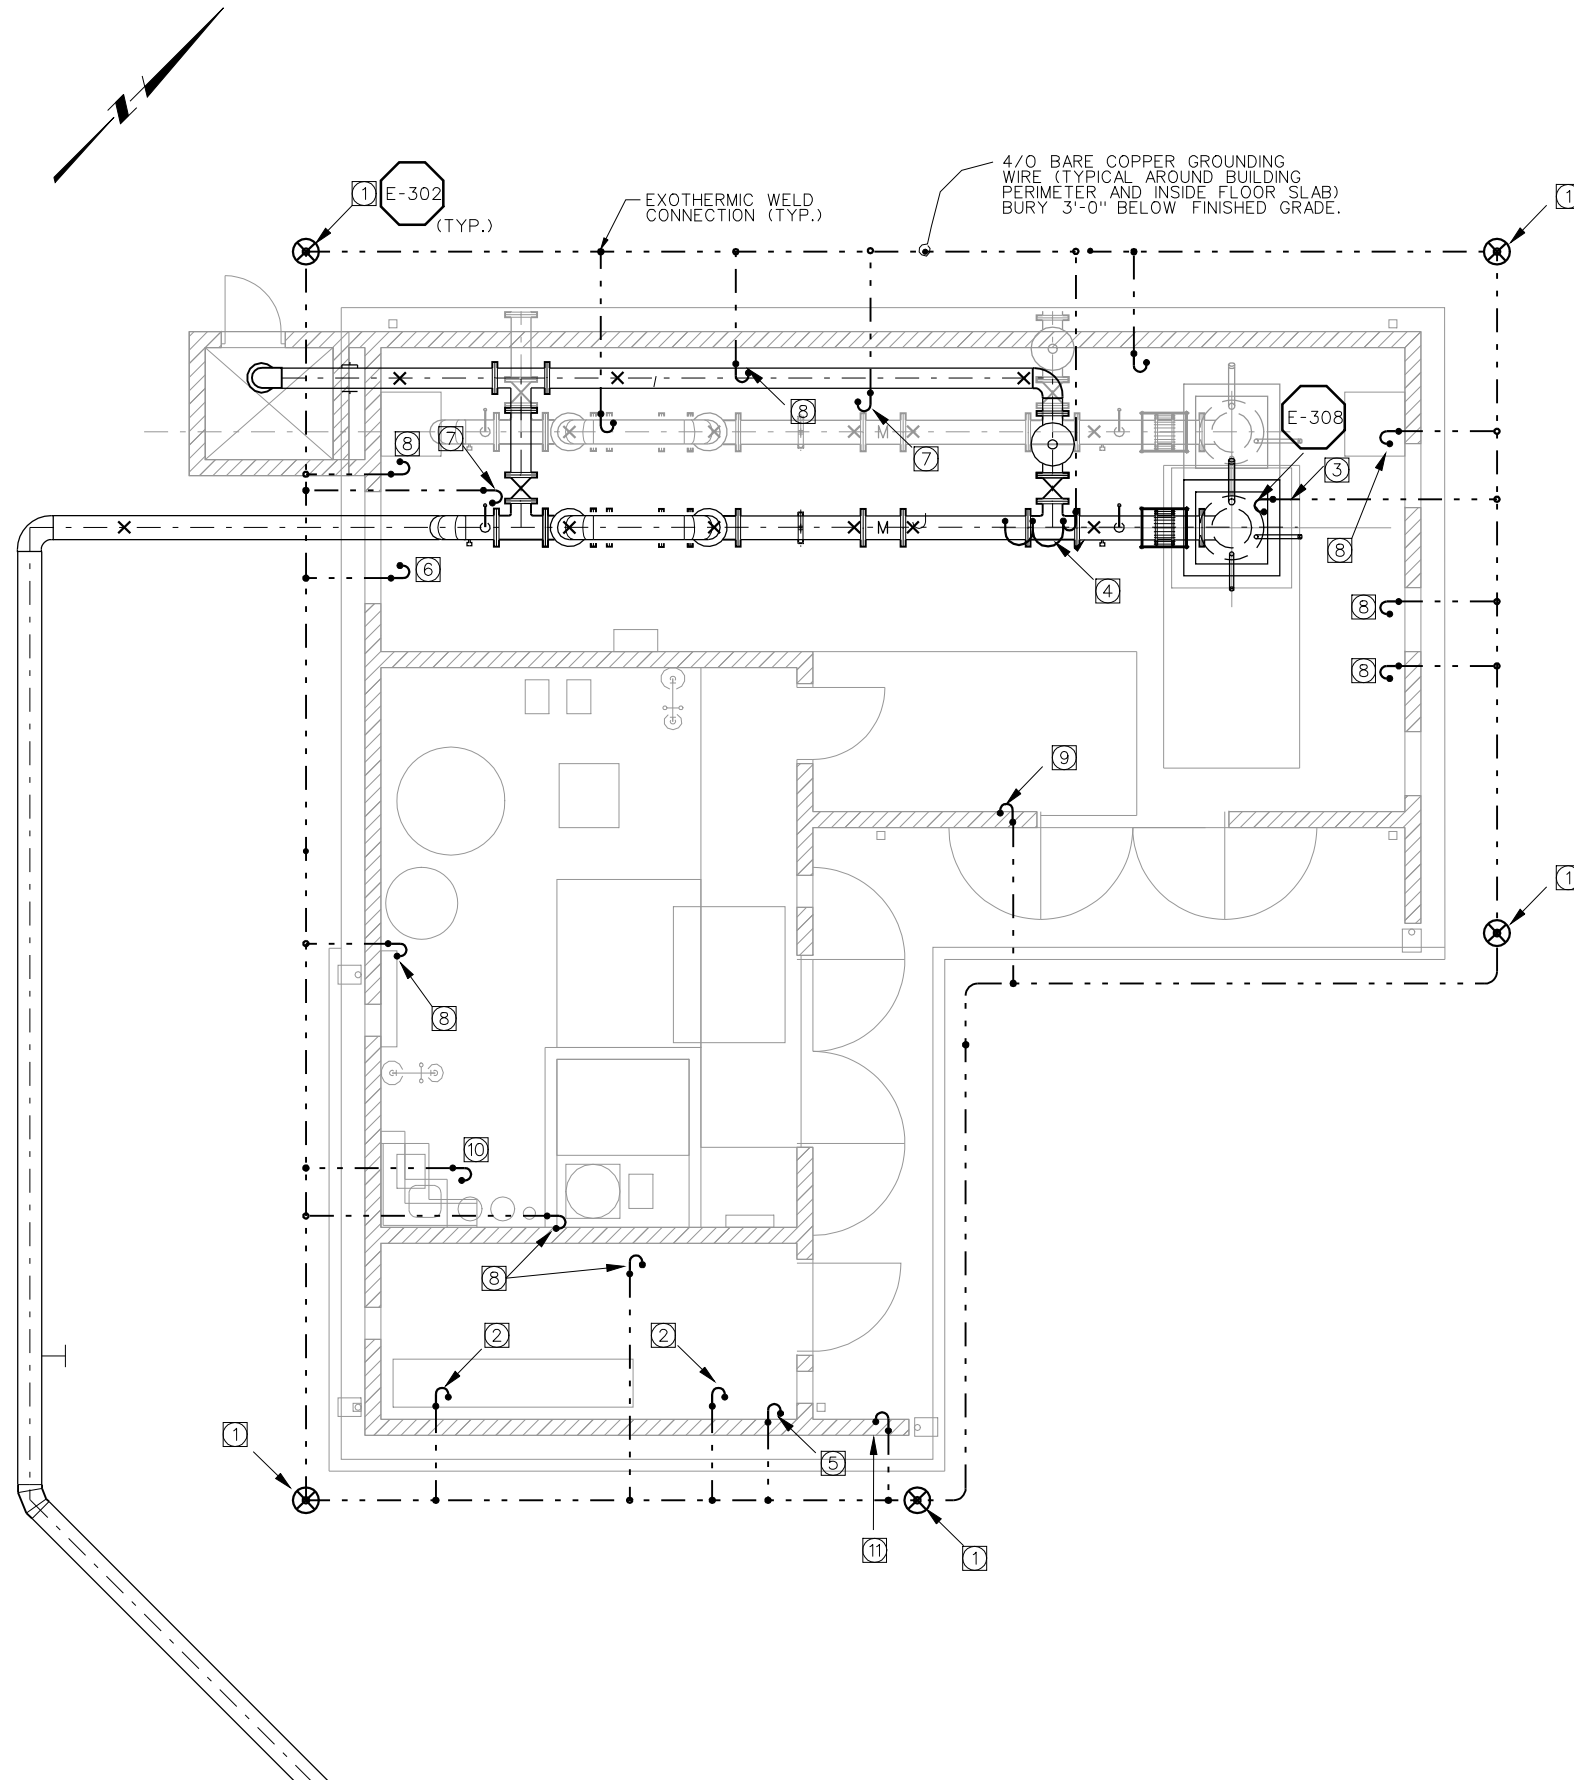 N
4/0 BARE COPPER GROUNDING
WIRE (TYPICAL AROUND BUILDING
PERIMETER AND INSIDE FLOOR SLAB)
BURY 3'-0" BELOW FINISHED GRADE.
1
E-302
(TYP.)
EXOTHERMIC WELD
CONNECTION (TYP.)
1
8
E-308
8
7
7
3
M
M
8
6
4
8
8
9
1
8
10
8
2
2
1
5
11
1